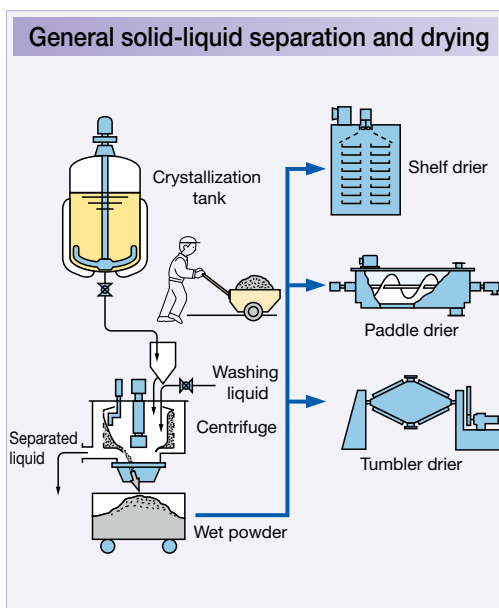 General solid-liquid separation and drying
Crystallization
tank
Shelf drier
Paddle drier
Washing
liquid
Centrifuge
Separated
liquid
Tumbler drier
Wet powder